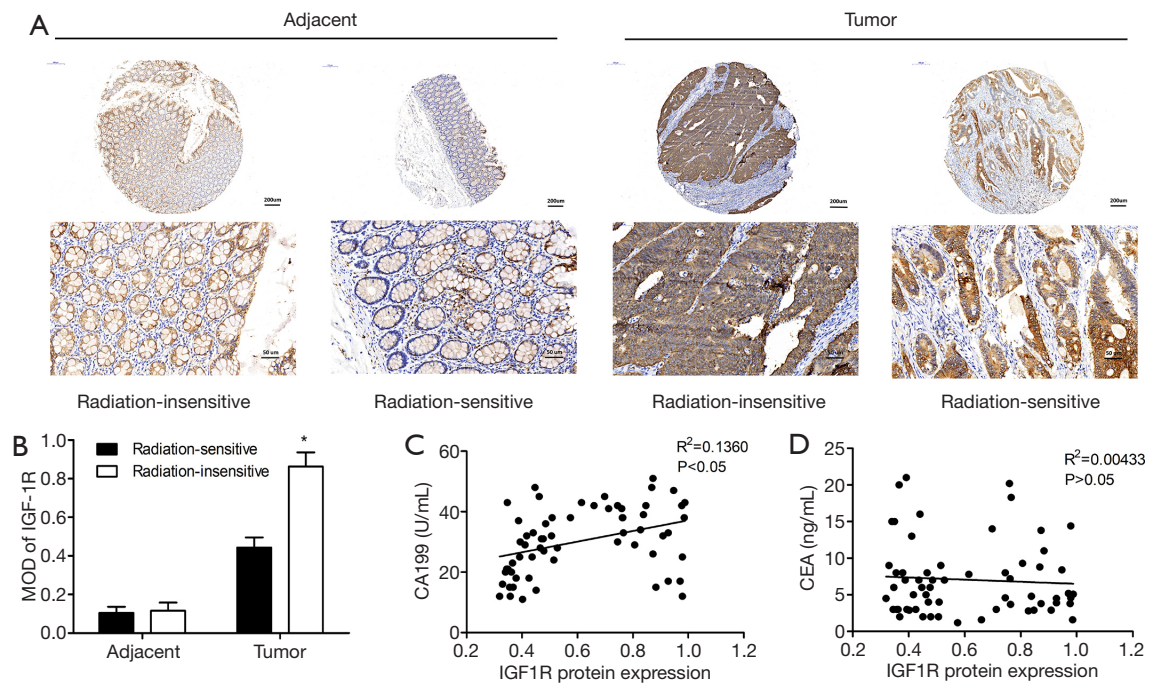 A
Adjacent
Tumor
200um
200um
200um
200um
50 um
50 um
50 um
50 um
Radiation-insensitive
Radiation-sensitive
Radiation-insensitive
Radiation-sensitive
B
MOD of IGF-1R
1.0
0.8
0.6
0.4
0.2
0.0
Radiation-sensitive
Radiation-insensitive
*
Adjacent
Tumor
C
CA199 (U/mL)
60
40
20
0
R²=0.1360
P<0.05
0.2
0.4
0.6
0.8
1.0
1.2
IGF1R protein expression
D
CEA (ng/mL)
25
20
15
10
5
0
R²=0.00433
P>0.05
0.2
0.4
0.6
0.8
1.0
1.2
IGF1R protein expression